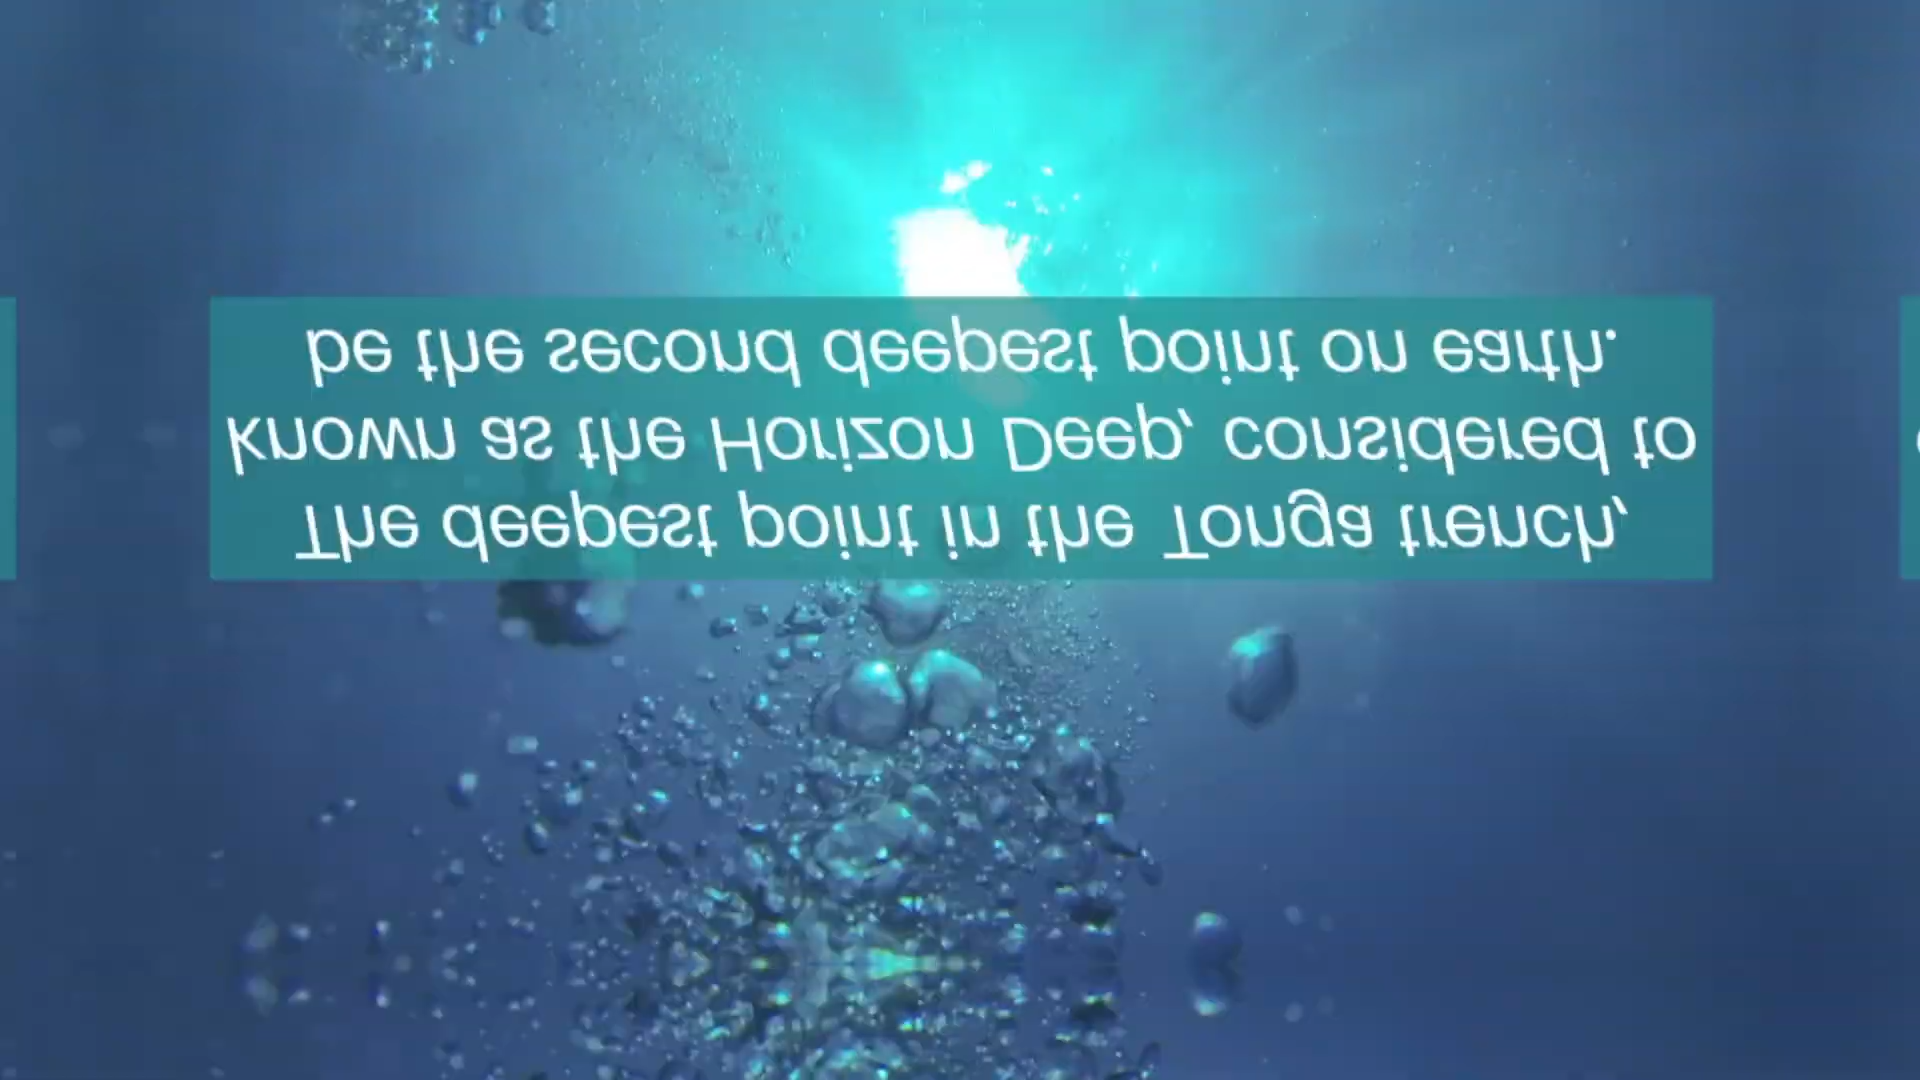 The deepest point in the Tonga trench,
known as the Horizon Deep, considered to
be the second deepest point on earth.